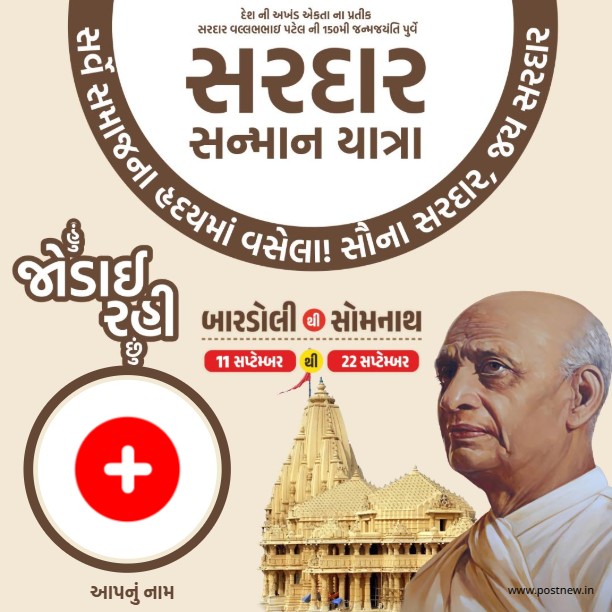 દેશ ની અખંડ એકતા ના પ્રતીક
સરદાર વલ્લભભાઇ પટેલ ની 150મી જન્મજયંતિ પુર્વે
સરદાર
સન્માન યાત્રા
સર્વે સમાજના હૃદયમાં વસેલા! સૌના સરદાર, જય સરદાર
હું
જોડાઈ
રહી
છું
બારડોલી થી સોમનાથ
11 સપ્ટેમ્બર થી 22 સપ્ટેમ્બર
આપનું નામ
www.postnew.in